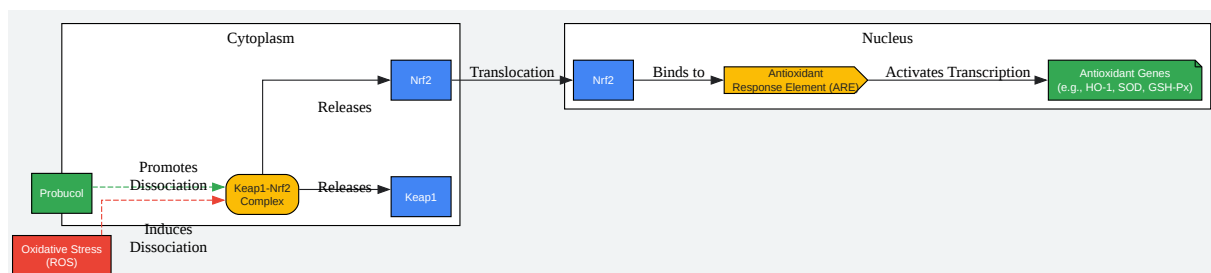 Cytoplasm
Nucleus
Nrf2
Translocation
Nrf2
Binds to
Antioxidant
Response Element (ARE)
Activates Transcription
Antioxidant Genes
(e.g., HO-1, SOD, GSH-Px)
Releases
Probucol
Promotes
Dissociation
Keap1-Nrf2
Complex
Releases
Keap1
Induces
Dissociation
Oxidative Stress
(ROS)